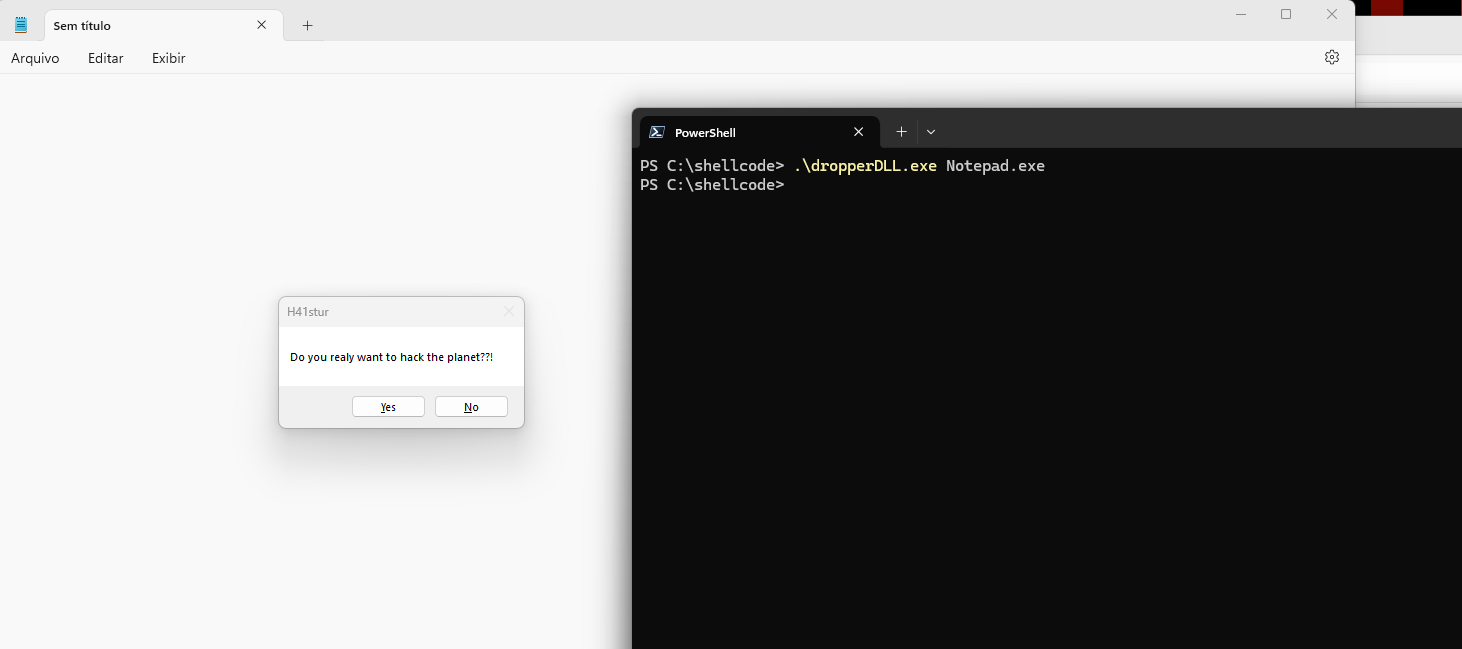 Sem título
Arquivo Editar Exibir
PowerShell
PS C:\shellcode> .\dropperDLL.exe Notepad.exe
PS C:\shellcode>
H41stur
Do you realy want to hack the planet??!
Yes No